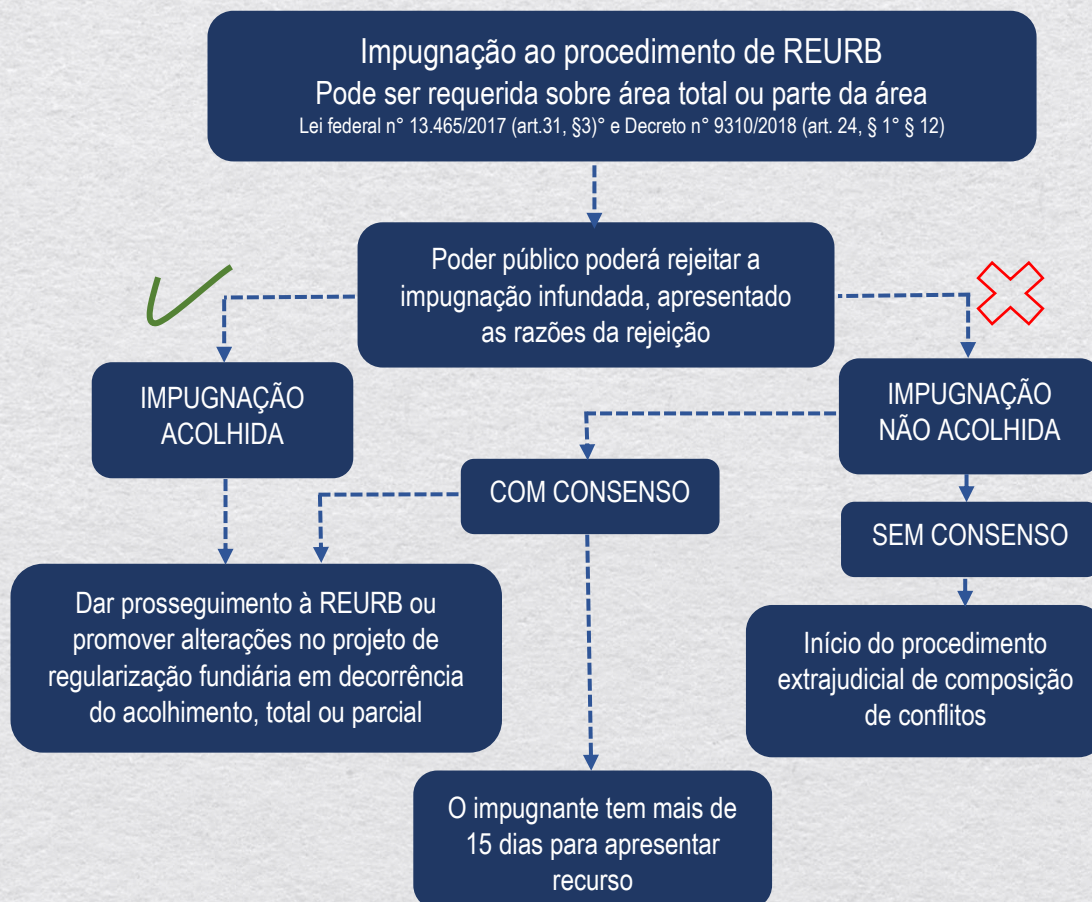 Impugnação ao procedimento de REURB
Pode ser requerida sobre área total ou parte da área
Lei federal n° 13.465/2017 (art.31, §3)° e Decreto n° 9310/2018 (art. 24, § 1° § 12)
Poder público poderá rejeitar a
impugnação infundada, apresentado
as razões da rejeição
IMPUGNAÇÃO
ACOLHIDA
IMPUGNAÇÃO
NÃO ACOLHIDA
COM CONSENSO
SEM CONSENSO
Dar prosseguimento à REURB ou
promover alterações no projeto de
regularização fundiária em decorrência
do acolhimento, total ou parcial
Início do procedimento
extrajudicial de composição
de conflitos
O impugnante tem mais de
15 dias para apresentar
recurso